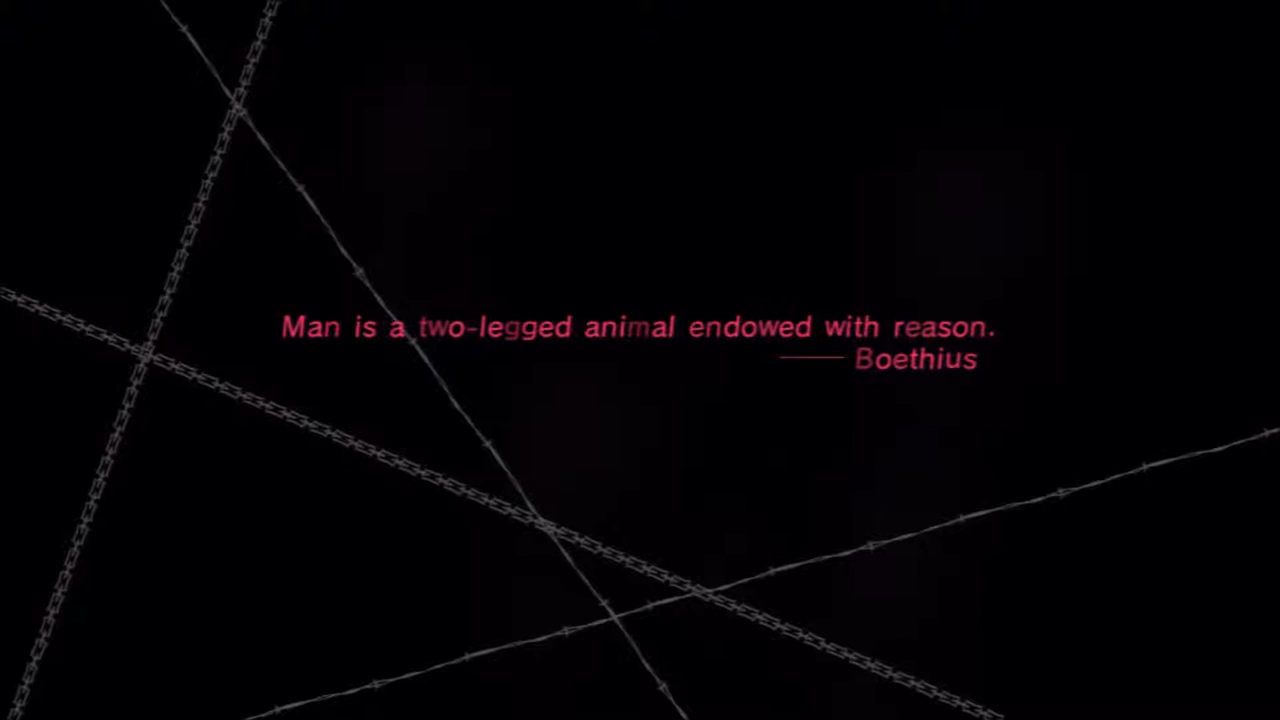 Man is a two-legged animal endowed with reason.
—— Boethius